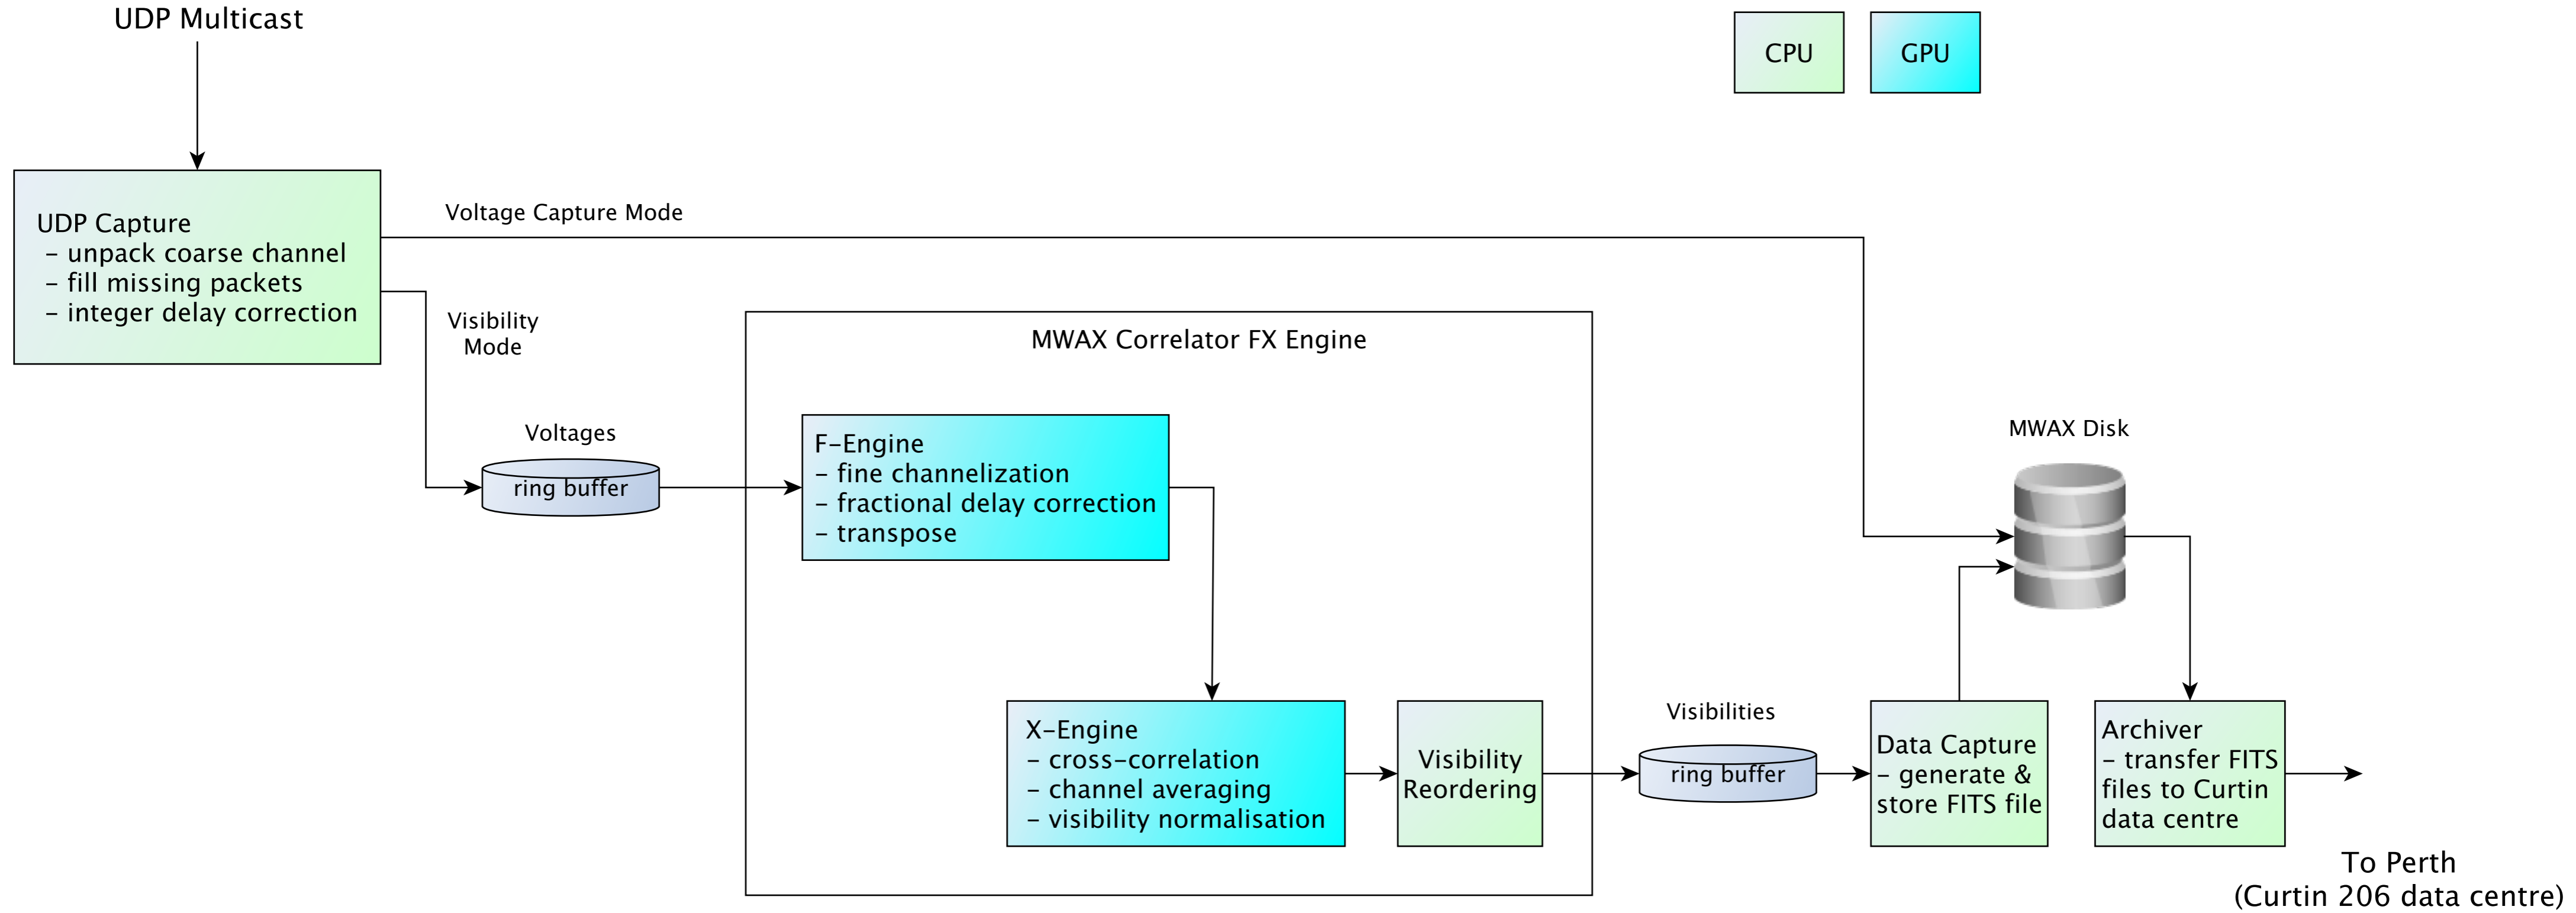 UDP Multicast
CPU
GPU
UDP Capture
– unpack coarse channel
– fill missing packets
– integer delay correction
Voltage Capture Mode
Visibility
Mode
MWAX Correlator FX Engine
Voltages
ring buffer
F–Engine
– fine channelization
– fractional delay correction
– transpose
MWAX Disk
X–Engine
– cross–correlation
– channel averaging
– visibility normalisation
Visibility
Reordering
Visibilities
ring buffer
Data Capture
– generate &
store FITS file
Archiver
– transfer FITS
files to Curtin
data centre
To Perth
(Curtin 206 data centre)